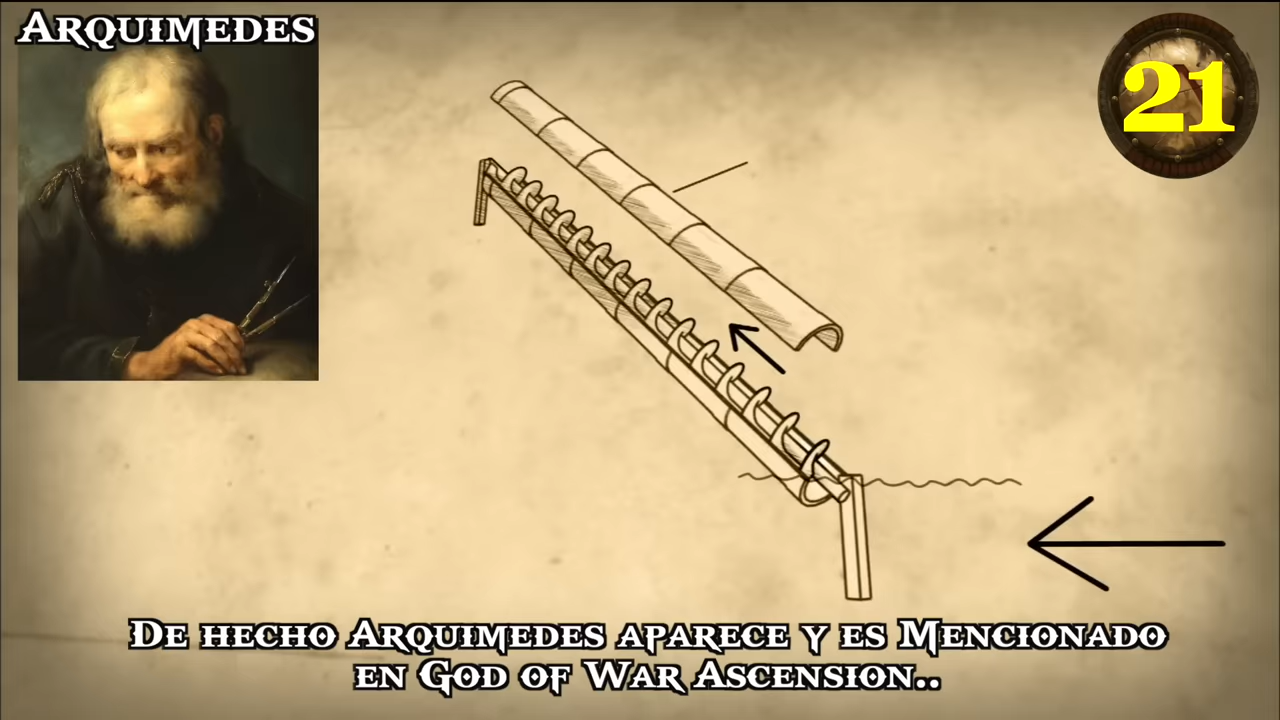 Arquimedes
21
De hecho Arquimedes aparece y es Mencionado
en God of War Ascension..